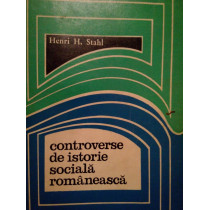 Henri H. Stahl
controverse
de istorie
socială
românească